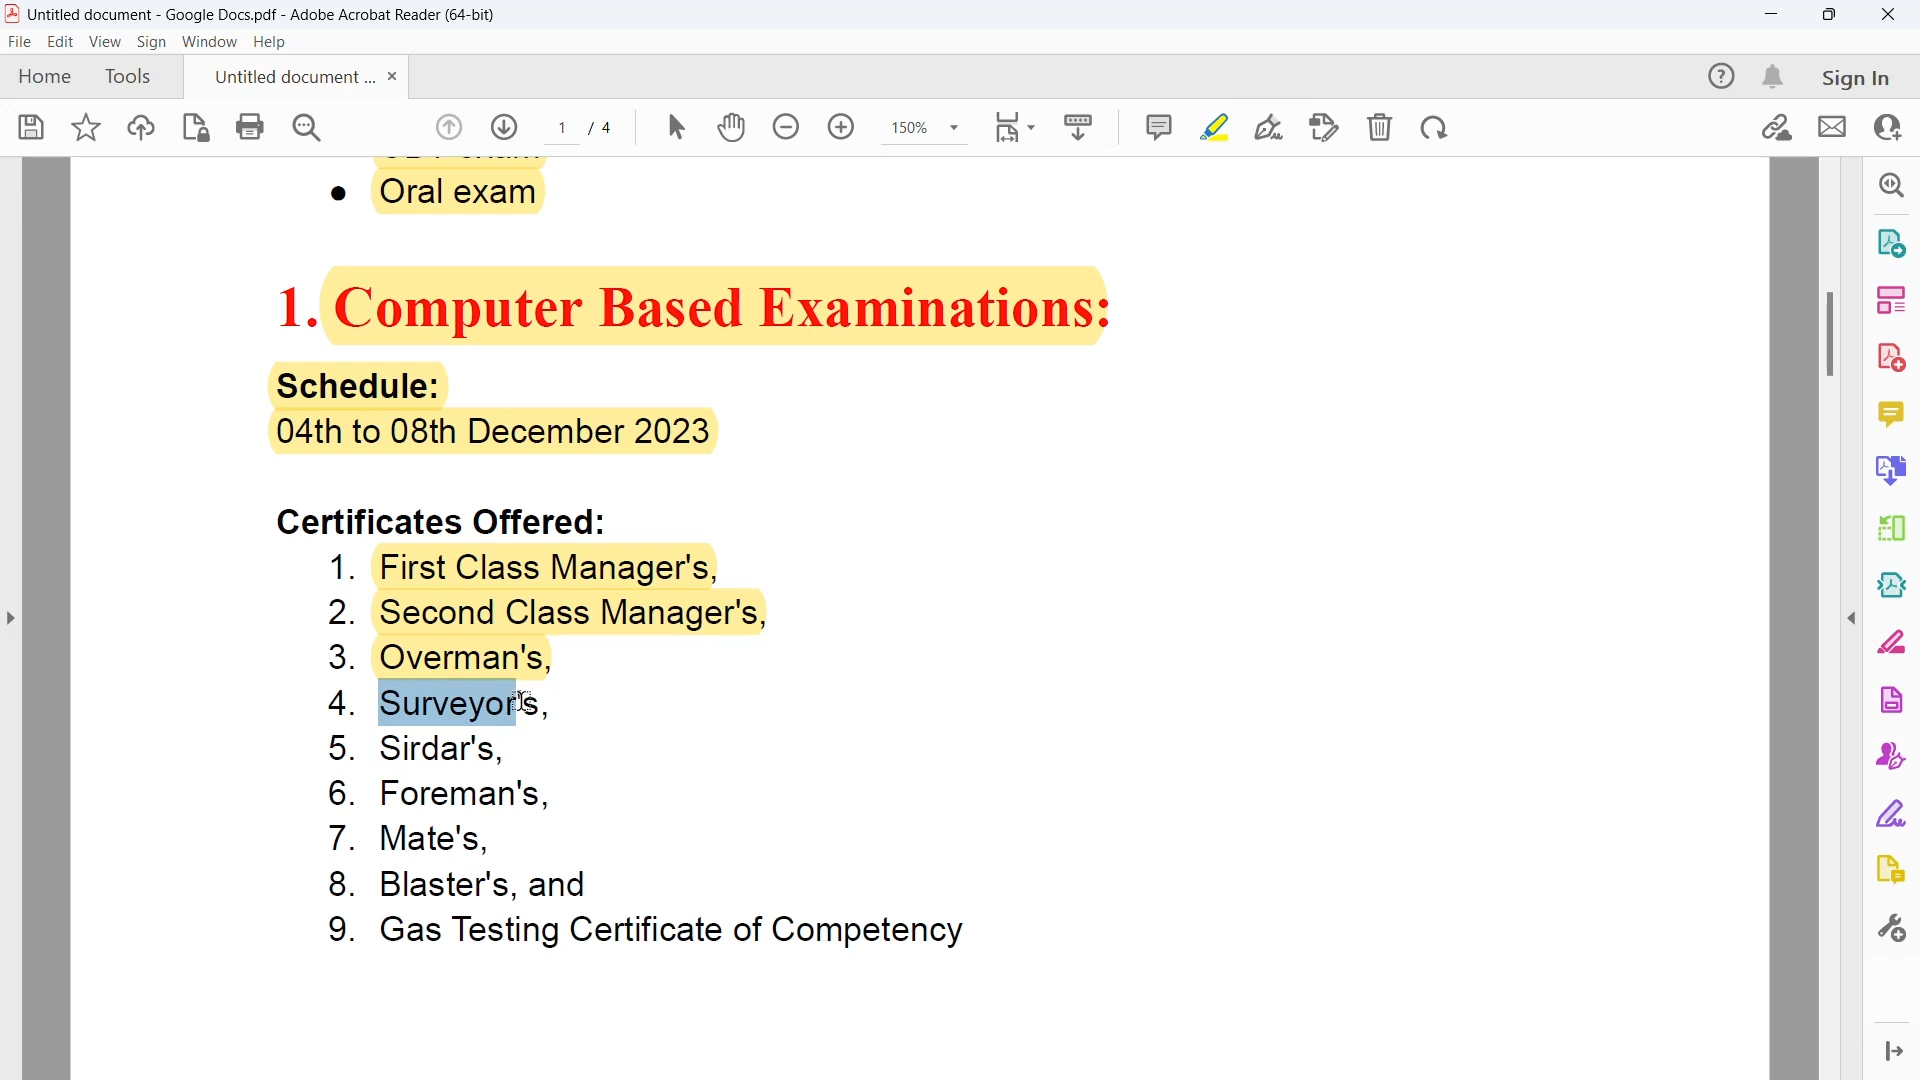 Untitled document - Google Docs.pdf - Adobe Acrobat Reader (64-bit)
File Edit View Sign Window Help
Home Tools Untitled document ... × Sign In
1 / 4 150%
● Oral exam
1. Computer Based Examinations:
Schedule:
04th to 08th December 2023
Certificates Offered:
1. First Class Manager's,
2. Second Class Manager's,
3. Overman's,
4. Surveyor's,
5. Sirdar's,
6. Foreman's,
7. Mate's,
8. Blaster's, and
9. Gas Testing Certificate of Competency